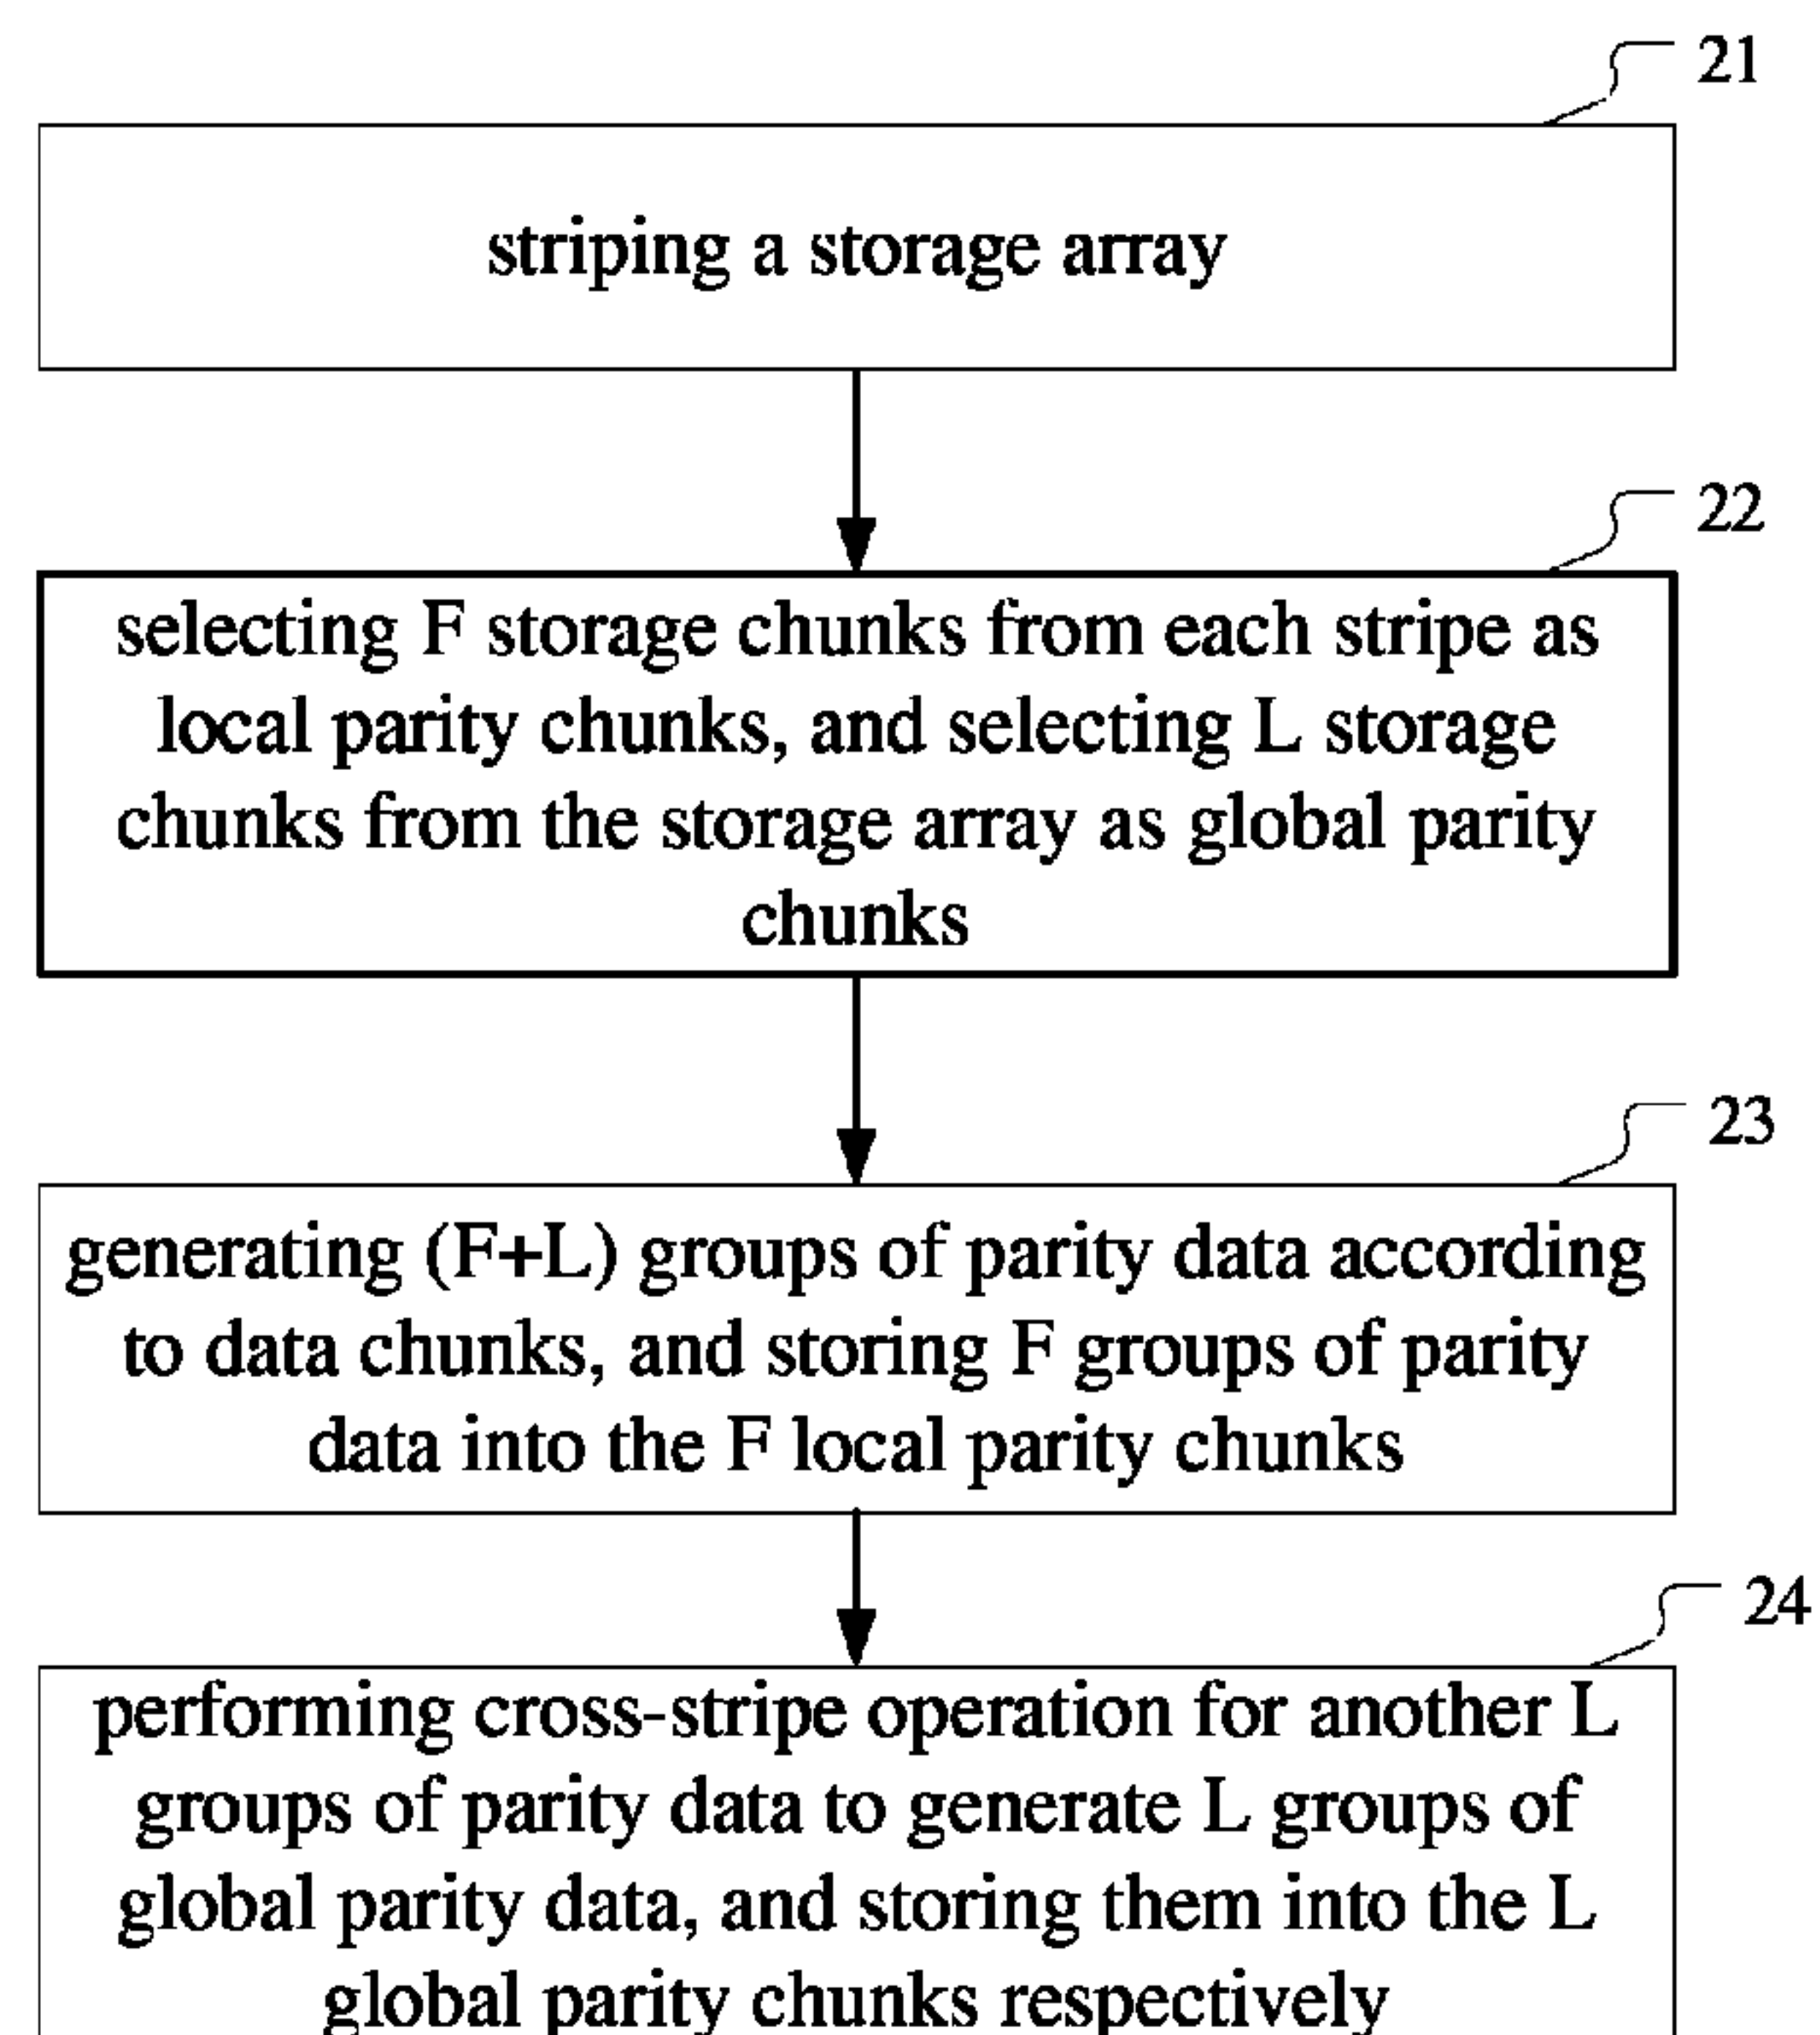 21
striping a storage array
22
selecting F storage chunks from each stripe as
local parity chunks, and selecting L storage
chunks from the storage array as global parity
chunks
23
generating (F+L) groups of parity data according
to data chunks, and storing F groups of parity
data into the F local parity chunks
24
performing cross-stripe operation for another L
groups of parity data to generate L groups of
global parity data, and storing them into the L
global parity chunks respectively